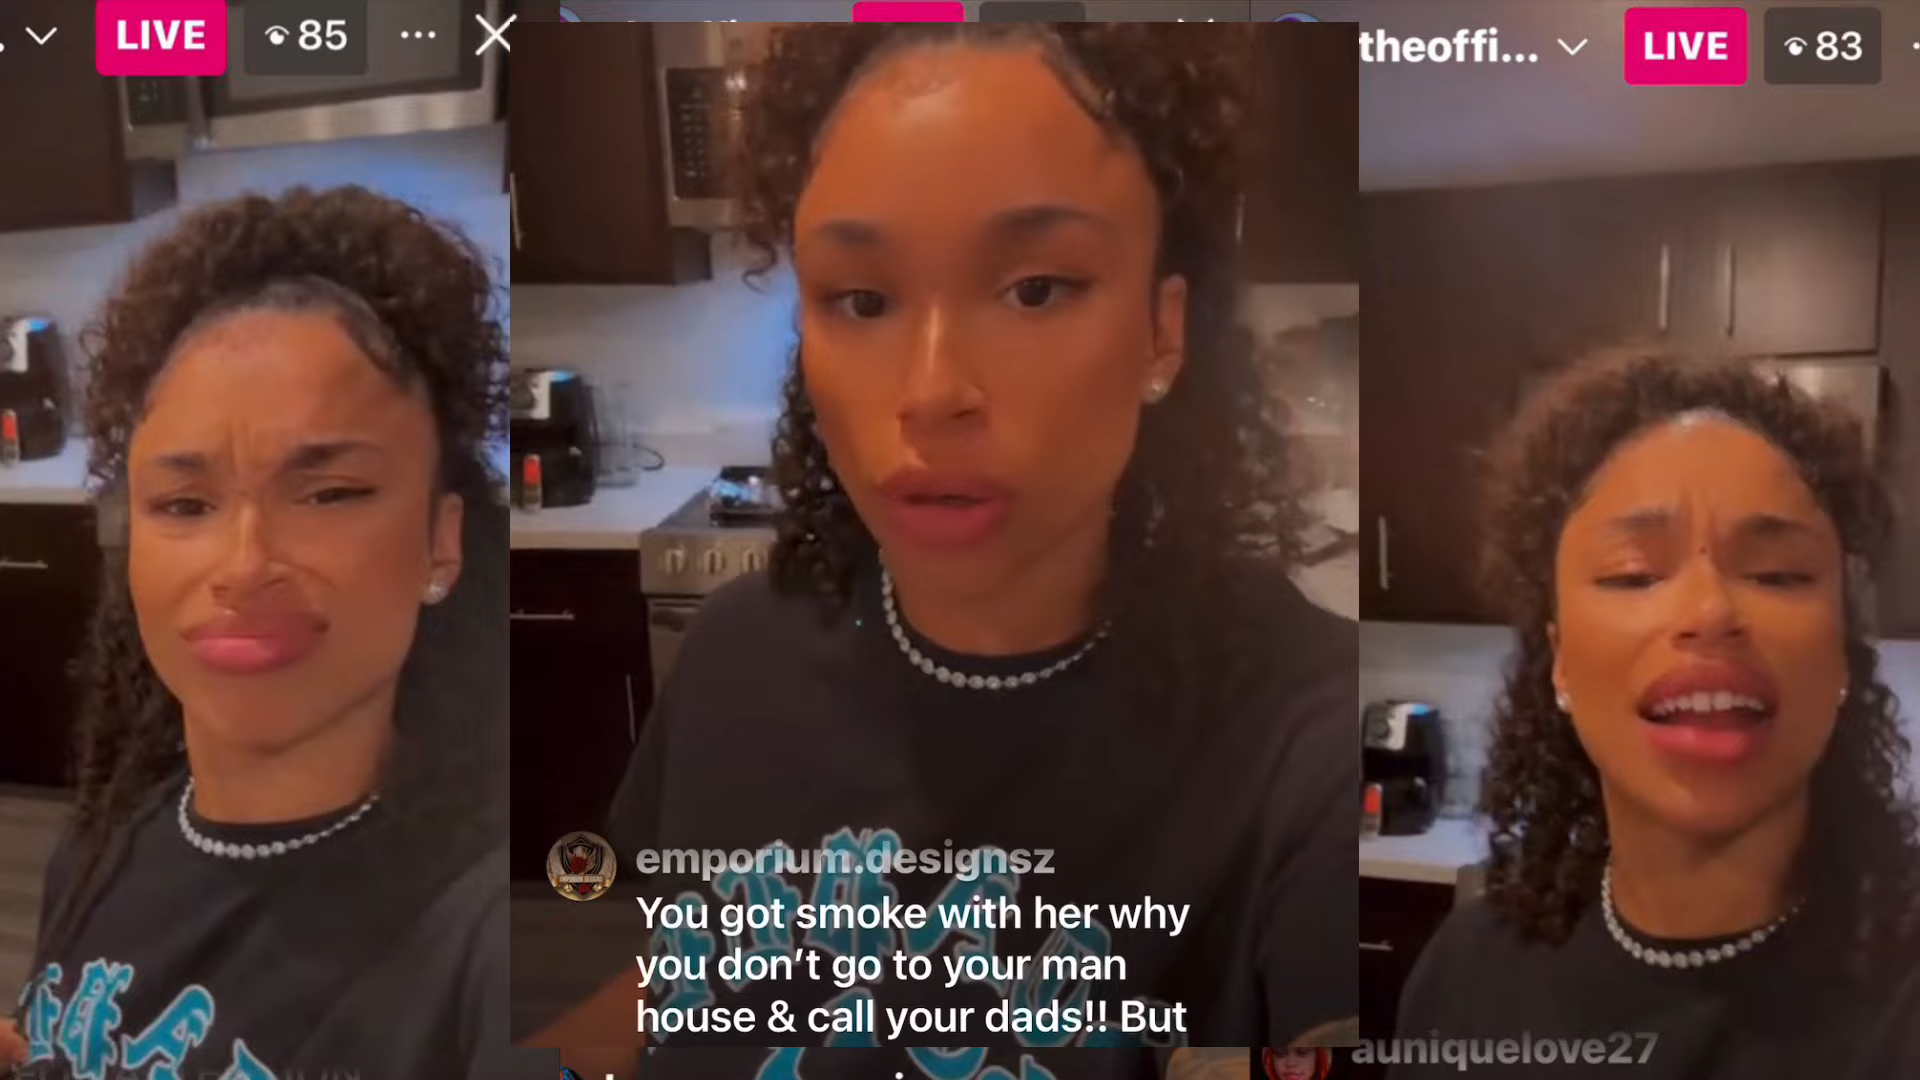 LIVE 85
theoffi... LIVE 83
emporium.designsz
You got smoke with her why
you don't go to your man
house & call your dads!! But
auniquelove27